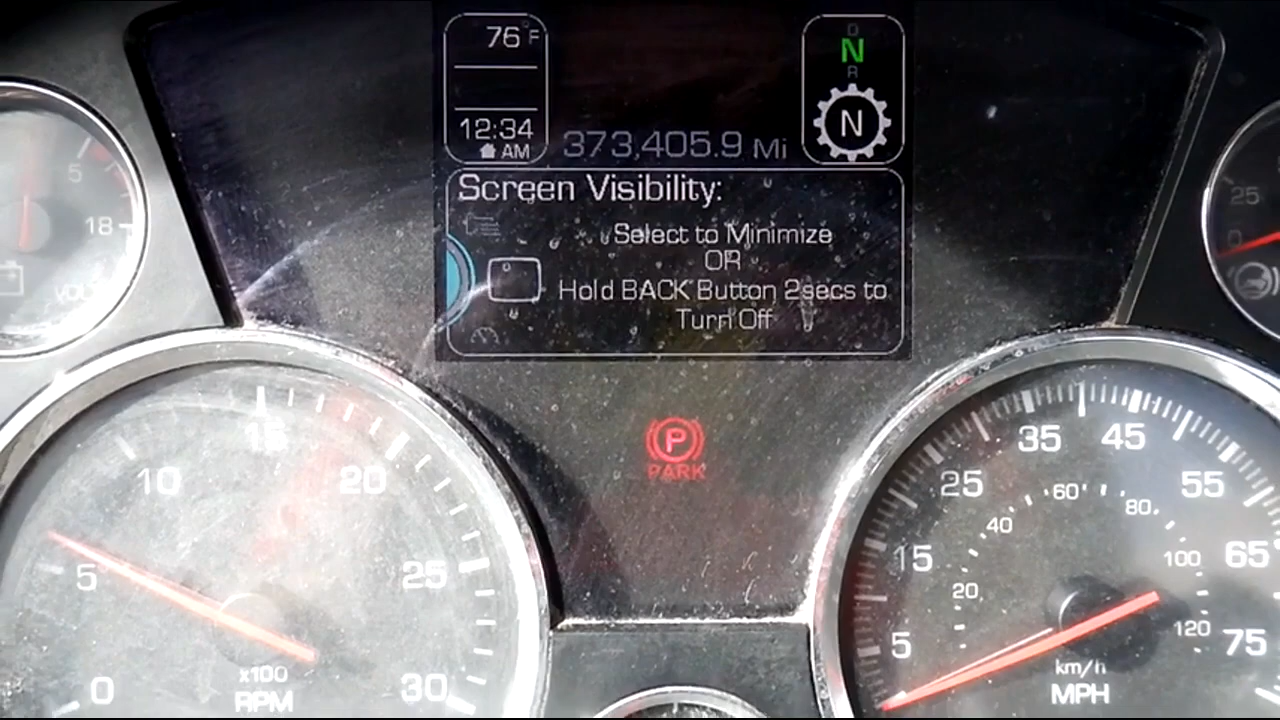 76°F
12:34
AM
373,405.9 Mi
D
N
R
N
Screen Visibility:
Select to Minimize
OR
Hold BACK Button 2secs to
Turn Off
P
PARK
5
18
VOLT
25
0
0
5
10
15
20
25
30
x100
RPM
5
15
25
35
45
55
65
75
20
40
60
80
100
120
km/h
MPH